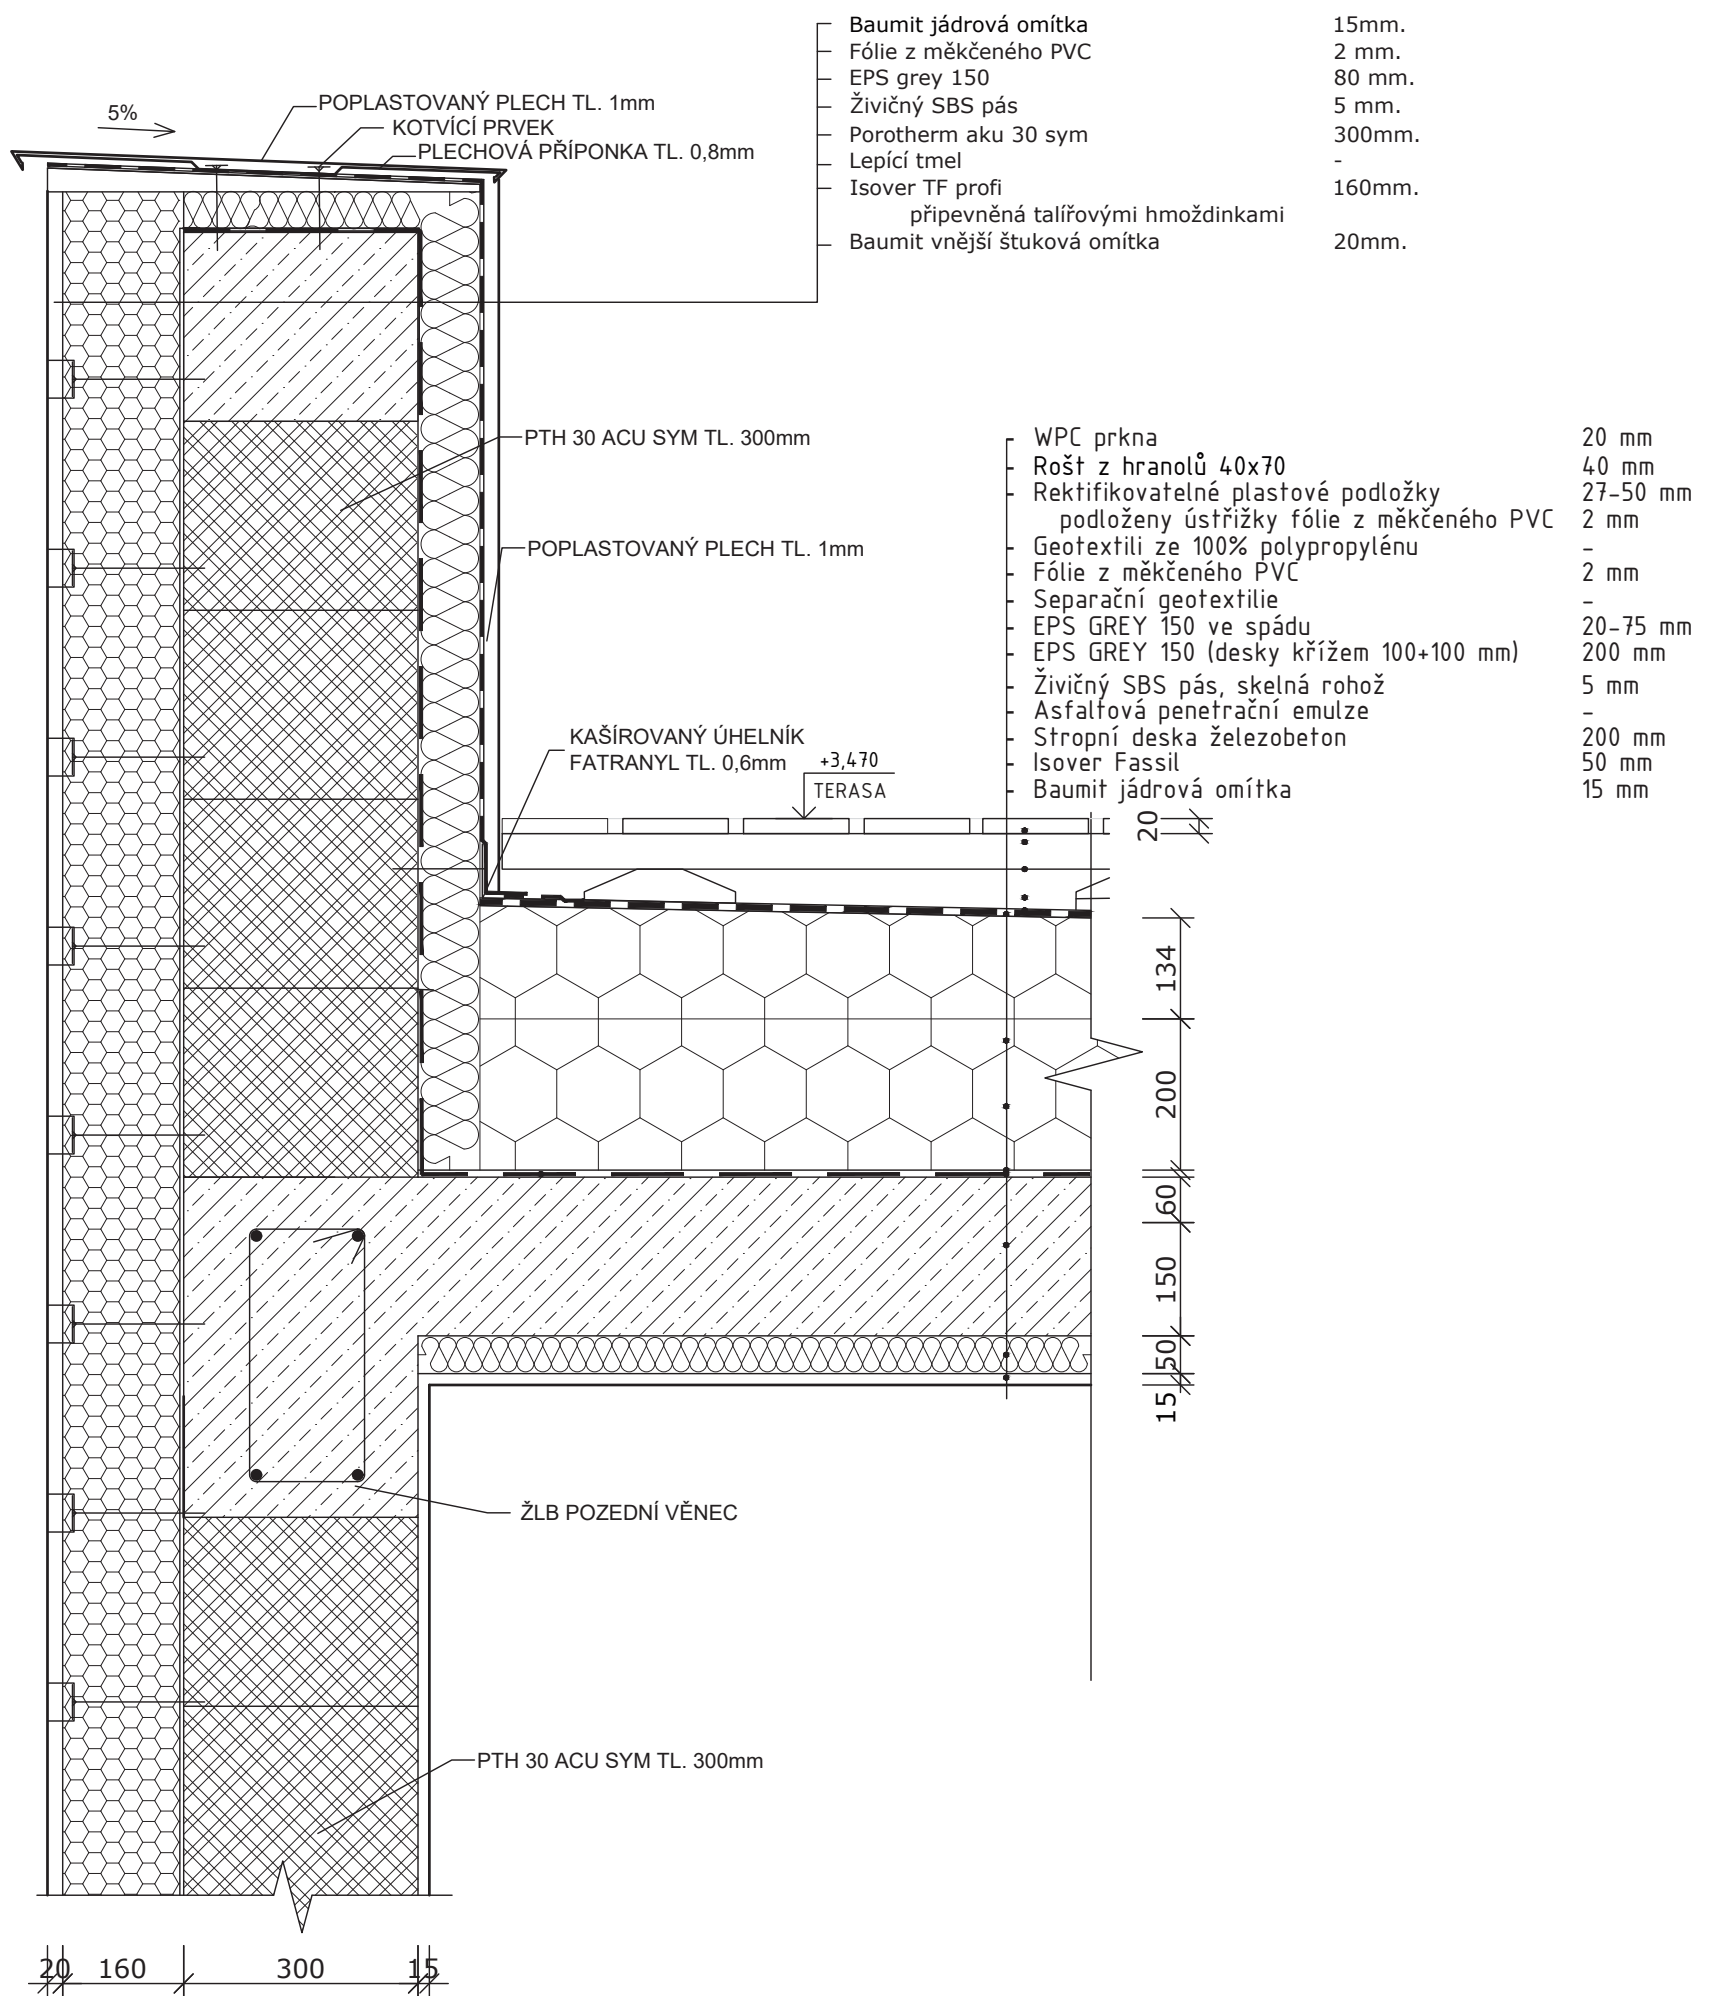 Baumit jádrová omítka 15mm.
Fólie z měkčeného PVC 2 mm.
EPS grey 150 80 mm.
Živičný SBS pás 5 mm.
Porotherm aku 30 sym 300mm.
Lepící tmel -
Isover TF profi 160mm.
připevněná talířovými hmoždinkami
Baumit vnější štuková omítka 20mm.
5%
POPLASTOVANÝ PLECH TL. 1mm
KOTVÍCÍ PRVEK
PLECHOVÁ PŘÍPONKA TL. 0,8mm
PTH 30 ACU SYM TL. 300mm
POPLASTOVANÝ PLECH TL. 1mm
WPC prkna 20 mm
Rošt z hranolů 40x70 40 mm
Rektifikovatelné plastové podložky 27-50 mm
podloženy ústřižky fólie z měkčeného PVC 2 mm
Geotextili ze 100% polypropylénu -
Fólie z měkčeného PVC 2 mm
Separační geotextilie -
EPS GREY 150 ve spádu 20-75 mm
EPS GREY 150 (desky křížem 100+100 mm) 200 mm
Živičný SBS pás, skelná rohož 5 mm
Asfaltová penetrační emulze -
Stropní deska železobeton 200 mm
Isover Fassil 50 mm
Baumit jádrová omítka 15 mm
KAŠÍROVANÝ ÚHELNÍK
FATRANYL TL. 0,6mm
+3,470
TERASA
20
134
200
60
150
50
15
ŽLB POZEDNÍ VĚNEC
PTH 30 ACU SYM TL. 300mm
20 160 300 15